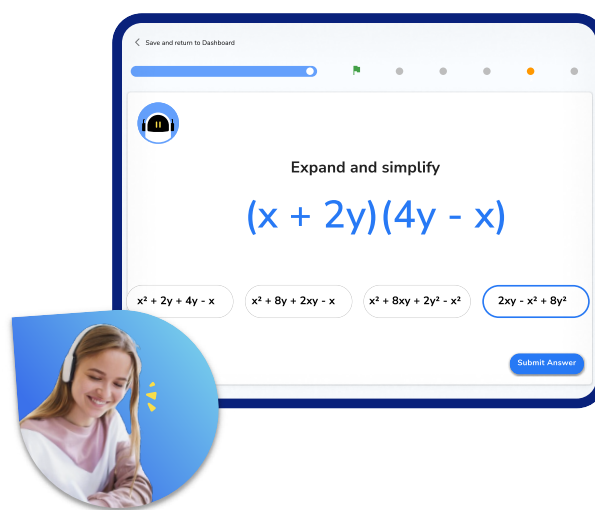 Save and return to Dashboard
Expand and simplify
(x + 2y)(4y - x)
x² + 2y + 4y - x
x² + 8y + 2xy - x
x² + 8xy + 2y² - x²
2xy - x² + 8y²
Submit Answer